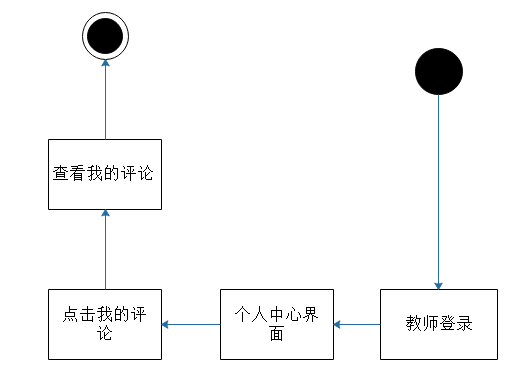 查看我的评论
点击我的评
论
个人中心界
面
教师登录